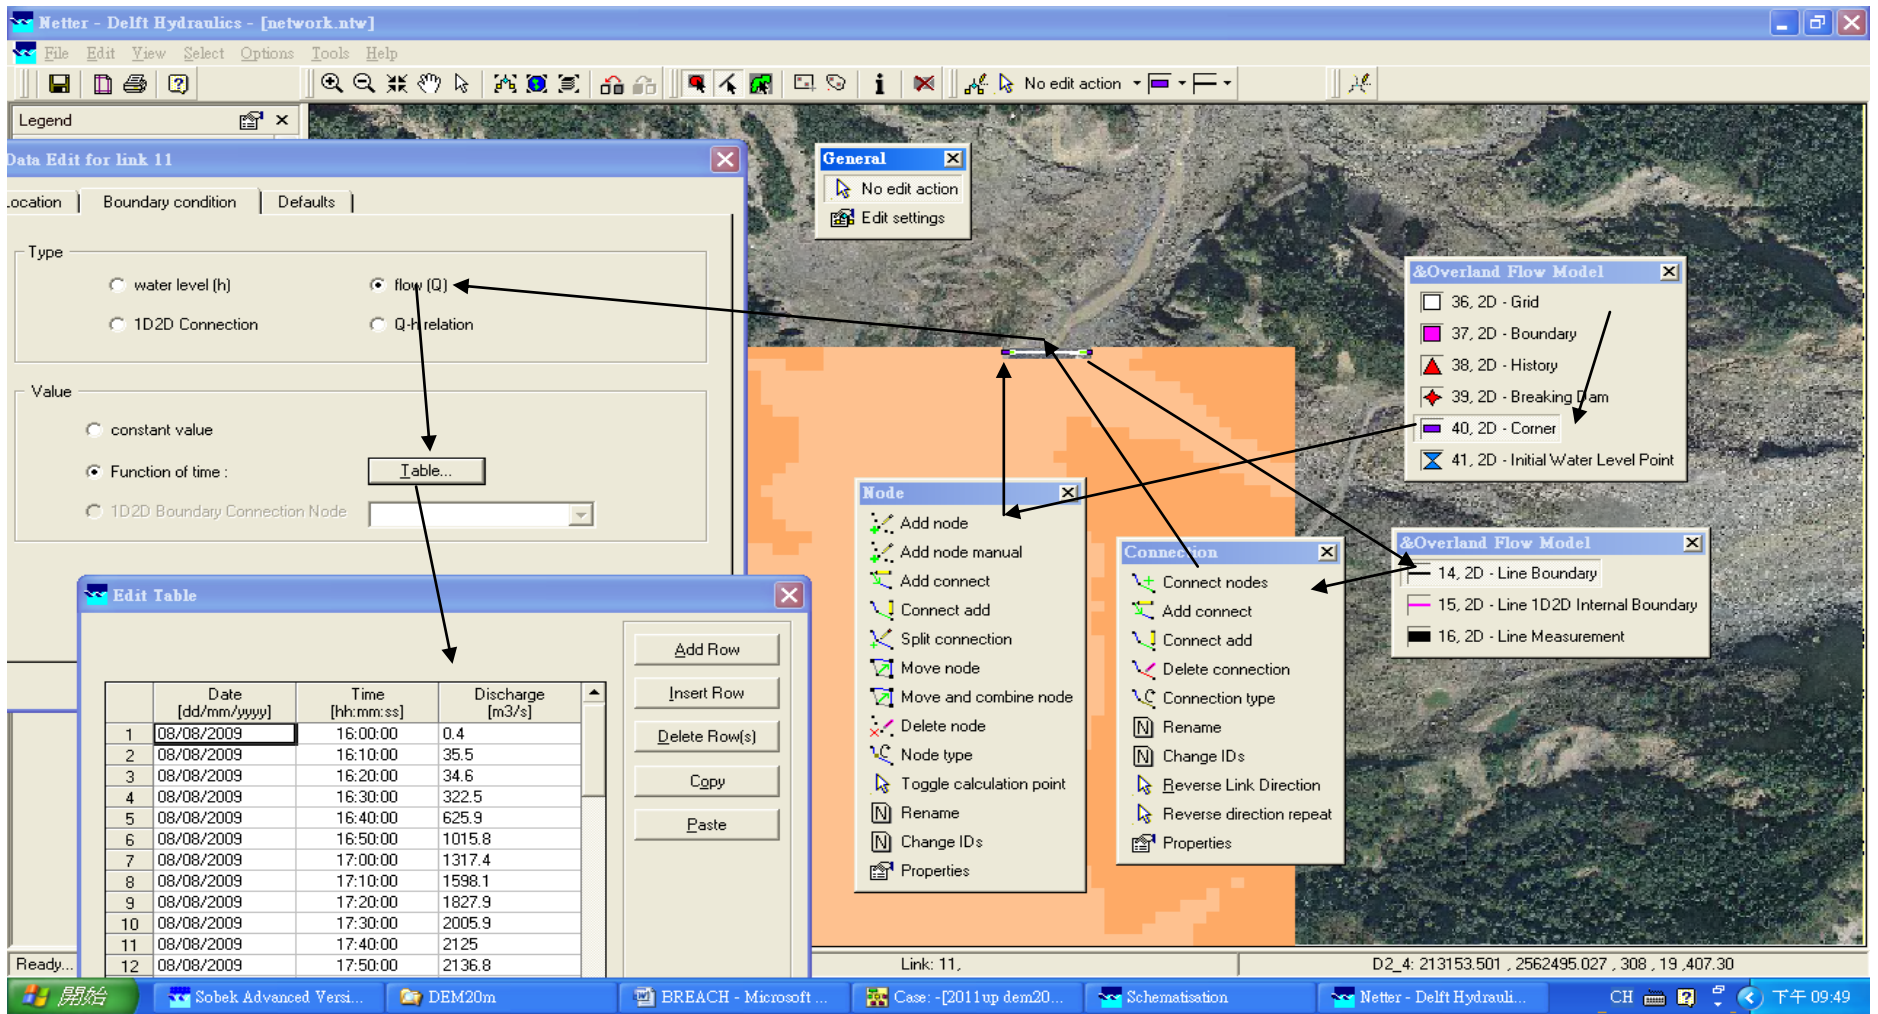 Netter - Delft Hydraulics - [network.ntw]
File Edit View Select Options Tools Help
No edit action
Legend
Data Edit for link 11
Location Boundary condition Defaults
Type
water level (h) flow (Q)
1D2D Connection Q-h relation
Value
constant value
Function of time : Table...
1D2D Boundary Connection Node
General
No edit action
Edit settings
&Overland Flow Model
36, 2D - Grid
37, 2D - Boundary
38, 2D - History
39, 2D - Breaking Dam
40, 2D - Corner
41, 2D - Initial Water Level Point
Node
Add node
Add node manual
Add connect
Connect add
Split connection
Move node
Move and combine node
Delete node
Node type
Toggle calculation point
Rename
Change IDs
Properties
Connection
Connect nodes
Add connect
Connect add
Delete connection
Connection type
Rename
Change IDs
Reverse Link Direction
Reverse direction repeat
Properties
&Overland Flow Model
14, 2D - Line Boundary
15, 2D - Line 1D2D Internal Boundary
16, 2D - Line Measurement
Edit Table
Date Time Discharge
[dd/mm/yyyy] [hh:mm:ss] [m3/s]
1 08/08/2009 16:00:00 0.4
2 08/08/2009 16:10:00 35.5
3 08/08/2009 16:20:00 34.6
4 08/08/2009 16:30:00 322.5
5 08/08/2009 16:40:00 625.9
6 08/08/2009 16:50:00 1015.8
7 08/08/2009 17:00:00 1317.4
8 08/08/2009 17:10:00 1598.1
9 08/08/2009 17:20:00 1827.9
10 08/08/2009 17:30:00 2005.9
11 08/08/2009 17:40:00 2125
12 08/08/2009 17:50:00 2136.8
Add Row
Insert Row
Delete Row(s)
Copy
Paste
Ready... Link: 11, D2_4: 213153.501 , 2562495.027 , 308 , 19 ,407.30
開始 Sobek Advanced Versi... DEM20m BREACH - Microsoft ... Case: -[2011up dem20... Schematisation Netter - Delft Hydrauli... CH 下午 09:49